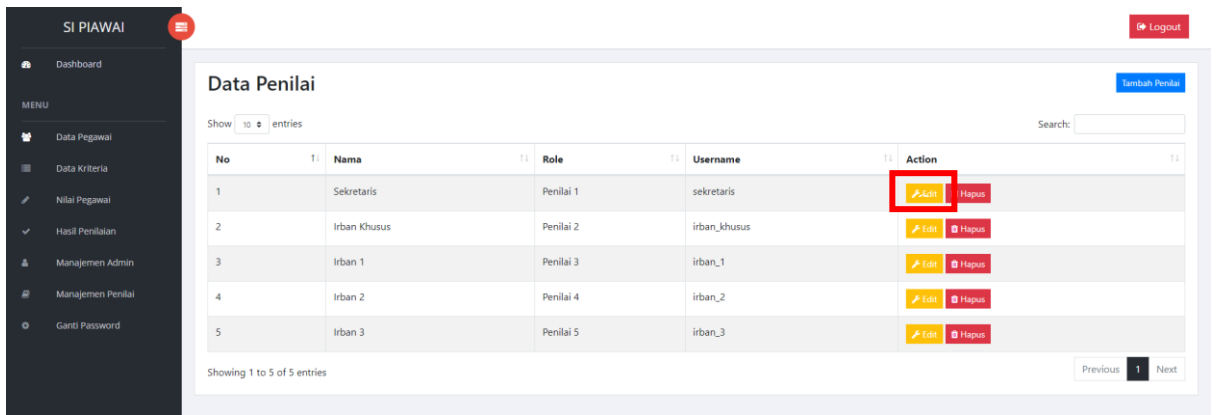 SI PIAWAI
Logout
Dashboard
MENU
Data Pegawai
Data Kriteria
Nilai Pegawai
Hasil Penilaian
Manajemen Admin
Manajemen Penilai
Ganti Password
Data Penilai
Tambah Penilai
Show 10 entries
Search:
No Nama Role Username Action
1 Sekretaris Penilai 1 sekretaris Edit Hapus
2 Irban Khusus Penilai 2 irban_khusus Edit Hapus
3 Irban 1 Penilai 3 irban_1 Edit Hapus
4 Irban 2 Penilai 4 irban_2 Edit Hapus
5 Irban 3 Penilai 5 irban_3 Edit Hapus
Showing 1 to 5 of 5 entries
Previous 1 Next